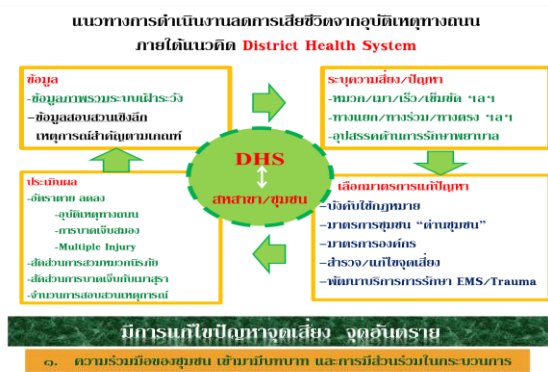 แนวทางการดำเนินงานลดการเสียชีวิตจากอุบัติเหตุทางถนน
ภายใต้แนวคิด District Health System
ข้อมูล
-ข้อมูลภาพรวมระบบเฝ้าระวัง
-ข้อมูลสอบสวนเชิงลึก
เหตุการณ์สำคัญตามเกณฑ์
ระบุความเสี่ยง/ปัญหา
-หมวก/เมา/เร็ว/เข็มขัด ฯลฯ
-ทางแยก/ทางร่วม/ทางตรง ฯลฯ
-อุปสรรคด้านการรักษาพยาบาล
DHS
สหสาขา/ชุมชน
ประเมินผล
-อัตราตาย ลดลง
-อุบัติเหตุทางถนน
-การบาดเจ็บสมอง
-Multiple Injury
-สัดส่วนการสวมหมวกนิรภัย
-สัดส่วนการบาดเจ็บกับเมาสุรา
-จำนวนการสอบสวนเหตุการณ์
เลือกมาตรการแก้ปัญหา
-บังคับใช้กฎหมาย
-มาตรการชุมชน "ด่านชุมชน"
-มาตรการองค์กร
-สำรวจ/แก้ไขจุดเสี่ยง
-พัฒนาบริการการรักษา EMS/Trauma
มีการแก้ไขปัญหาจุดเสี่ยง จุดอันตราย
๑. ความร่วมมือของชุมชน เข้ามามีบทบาท และการมีส่วนร่วมในกระบวนการ